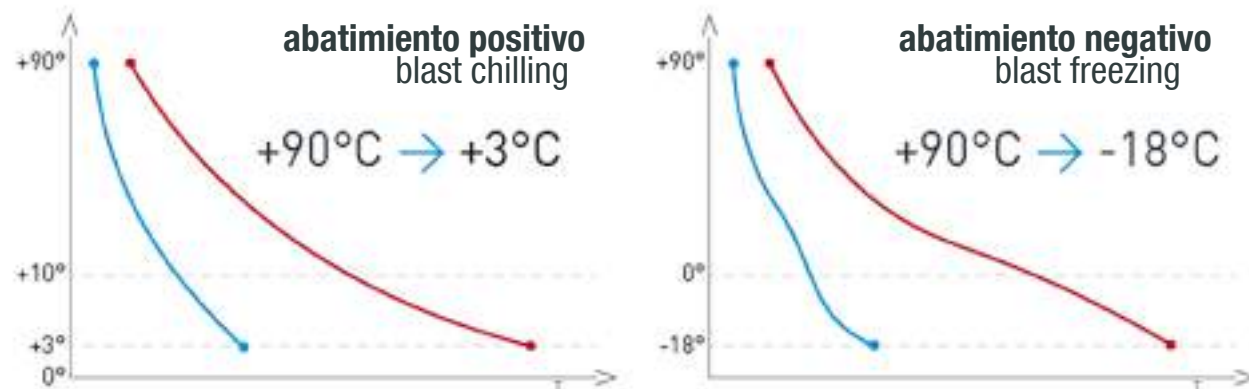 abatimiento positivo
blast chilling
+90°
+90°C → +3°C
+10°
+3°
0°
abatimiento negativo
blast freezing
+90°
+90°C → -18°C
0°
-18°